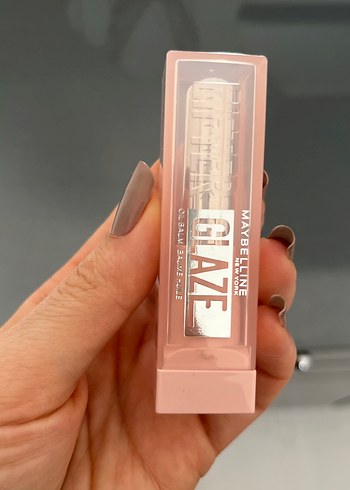 MAYBELLINE
NEW YORK
GLAZE
OIL BALM | BAUME HUILE